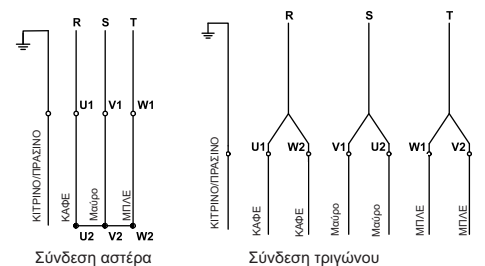 R S T
U1 V1 W1
ΚΙΤΡΙΝΟ/ΠΡΑΣΙΝΟ
ΚΑΦΕ
Μαύρο
ΜΠΛΕ
U2 V2 W2
Σύνδεση αστέρα
R S T
U1 W2 V1 U2 W1 V2
ΚΙΤΡΙΝΟ/ΠΡΑΣΙΝΟ
ΚΑΦΕ
ΚΑΦΕ
Μαύρο
Μαύρο
ΜΠΛΕ
ΜΠΛΕ
Σύνδεση τριγώνου